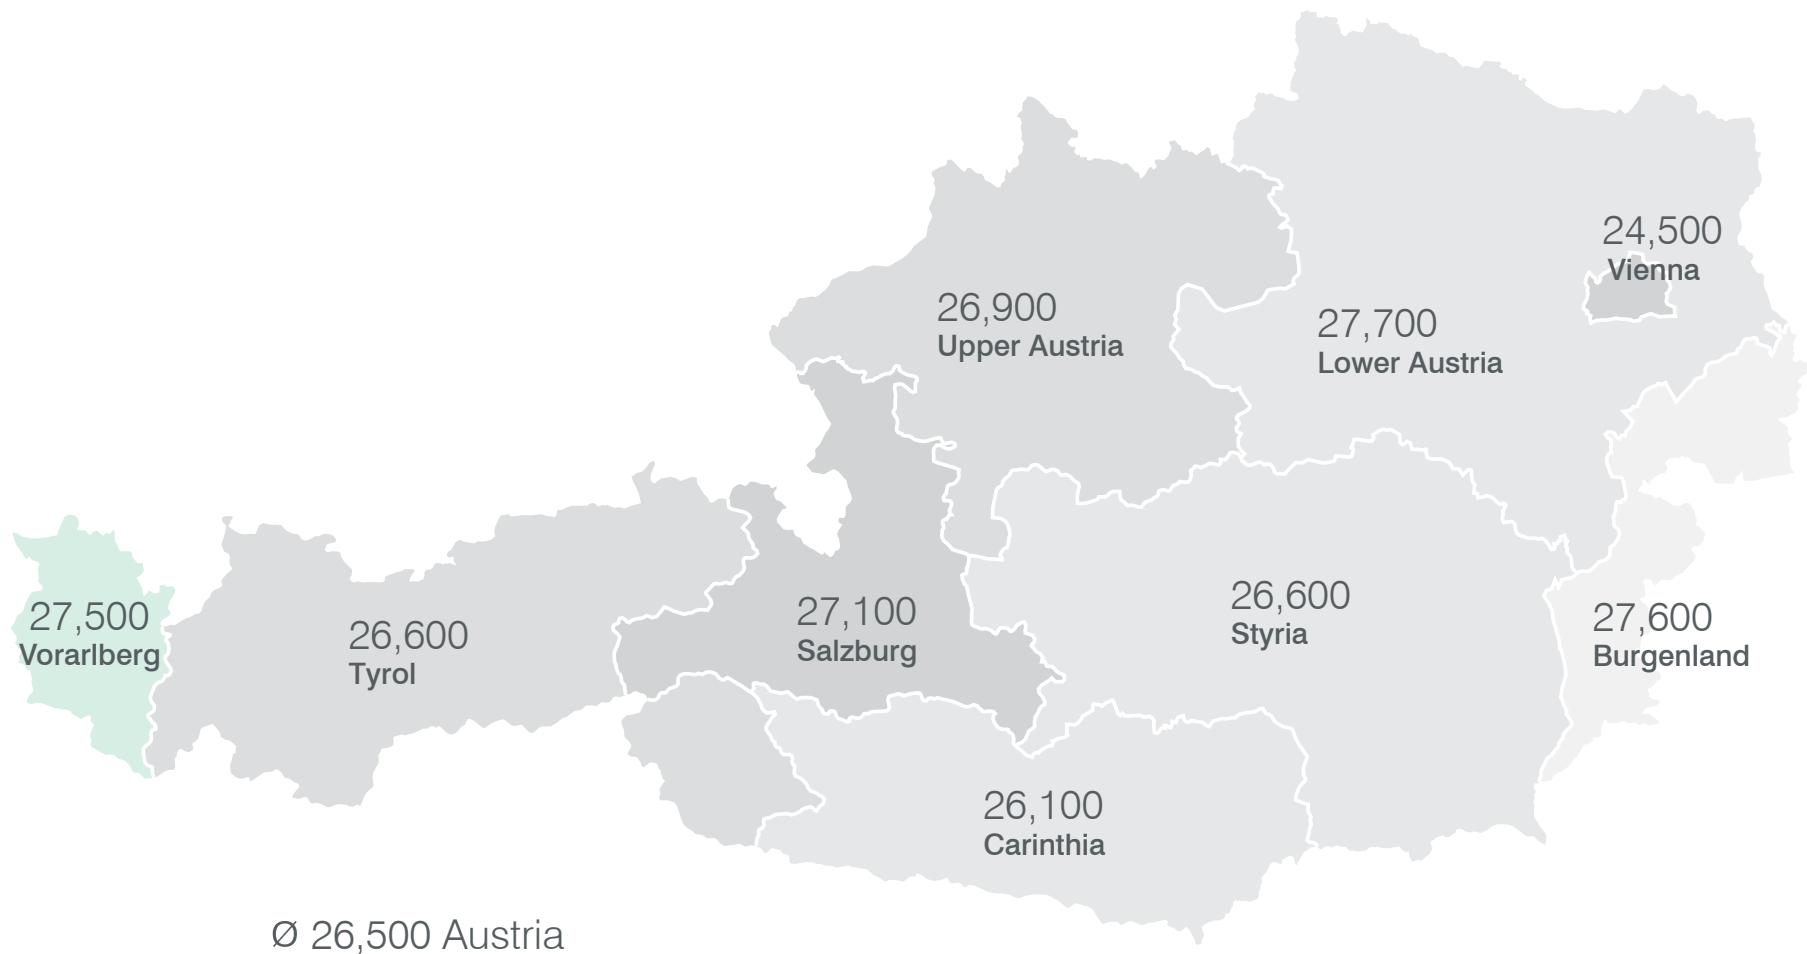 24,500
Vienna
26,900
Upper Austria
27,700
Lower Austria
27,500
Vorarlberg
26,600
Tyrol
27,100
Salzburg
26,600
Styria
27,600
Burgenland
26,100
Carinthia
Ø 26,500 Austria